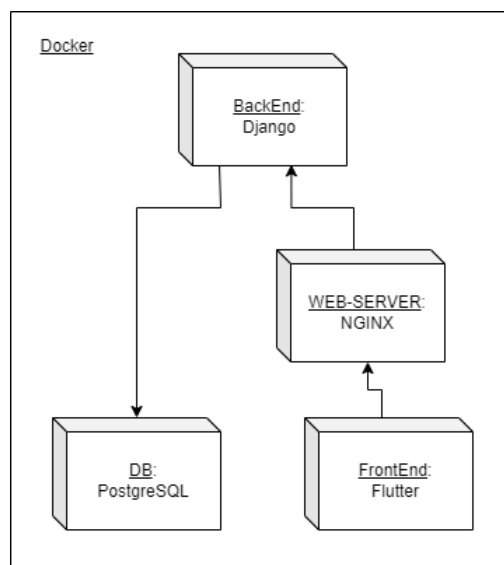 Docker
BackEnd:
Django
WEB-SERVER:
NGINX
DB:
PostgreSQL
FrontEnd:
Flutter